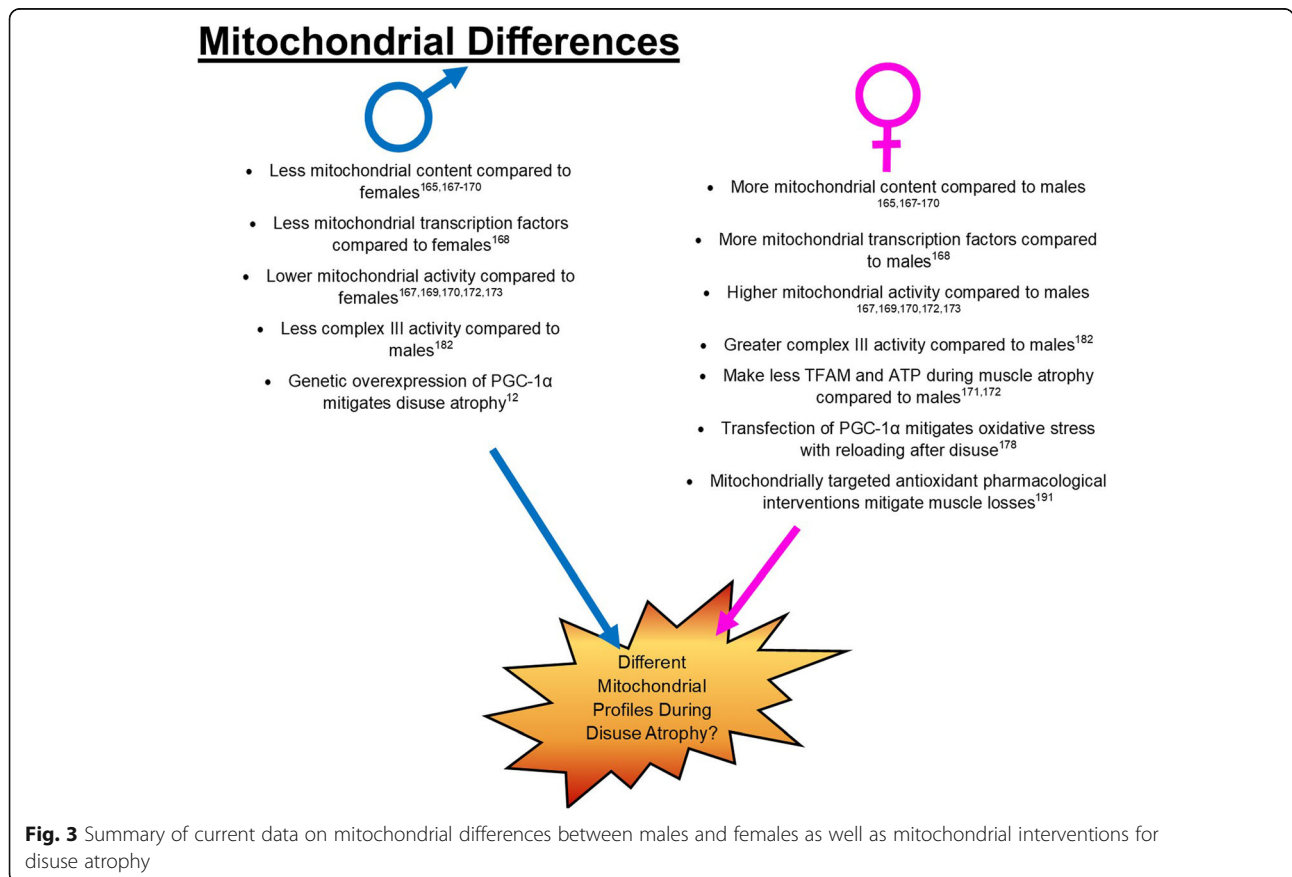 Mitochondrial Differences
• Less mitochondrial content compared to
females165,167-170
• Less mitochondrial transcription factors
compared to females168
• Lower mitochondrial activity compared to
females167,169,170,172,173
• Less complex III activity compared to
males182
• Genetic overexpression of PGC-1α
mitigates disuse atrophy12
• More mitochondrial content compared to males
165,167-170
• More mitochondrial transcription factors compared
to males168
• Higher mitochondrial activity compared to males
167,169,170,172,173
• Greater complex III activity compared to males182
• Make less TFAM and ATP during muscle atrophy
compared to males171,172
• Transfection of PGC-1α mitigates oxidative stress
with reloading after disuse178
• Mitochondrially targeted antioxidant pharmacological
interventions mitigate muscle losses191
Different
Mitochondrial
Profiles During
Disuse Atrophy?
Fig. 3 Summary of current data on mitochondrial differences between males and females as well as mitochondrial interventions for
disuse atrophy